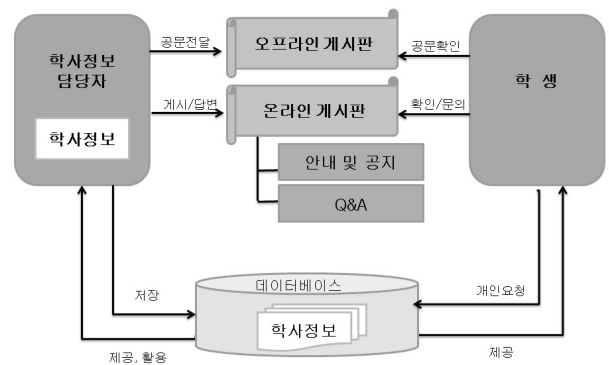 학사정보
담당자
학사정보
공문전달
오프라인 게시판
공문확인
게시/답변
온라인 게시판
확인/문의
학 생
안내 및 공지
Q&A
저장
데이터베이스
학사정보
개인요청
제공, 활용
제공